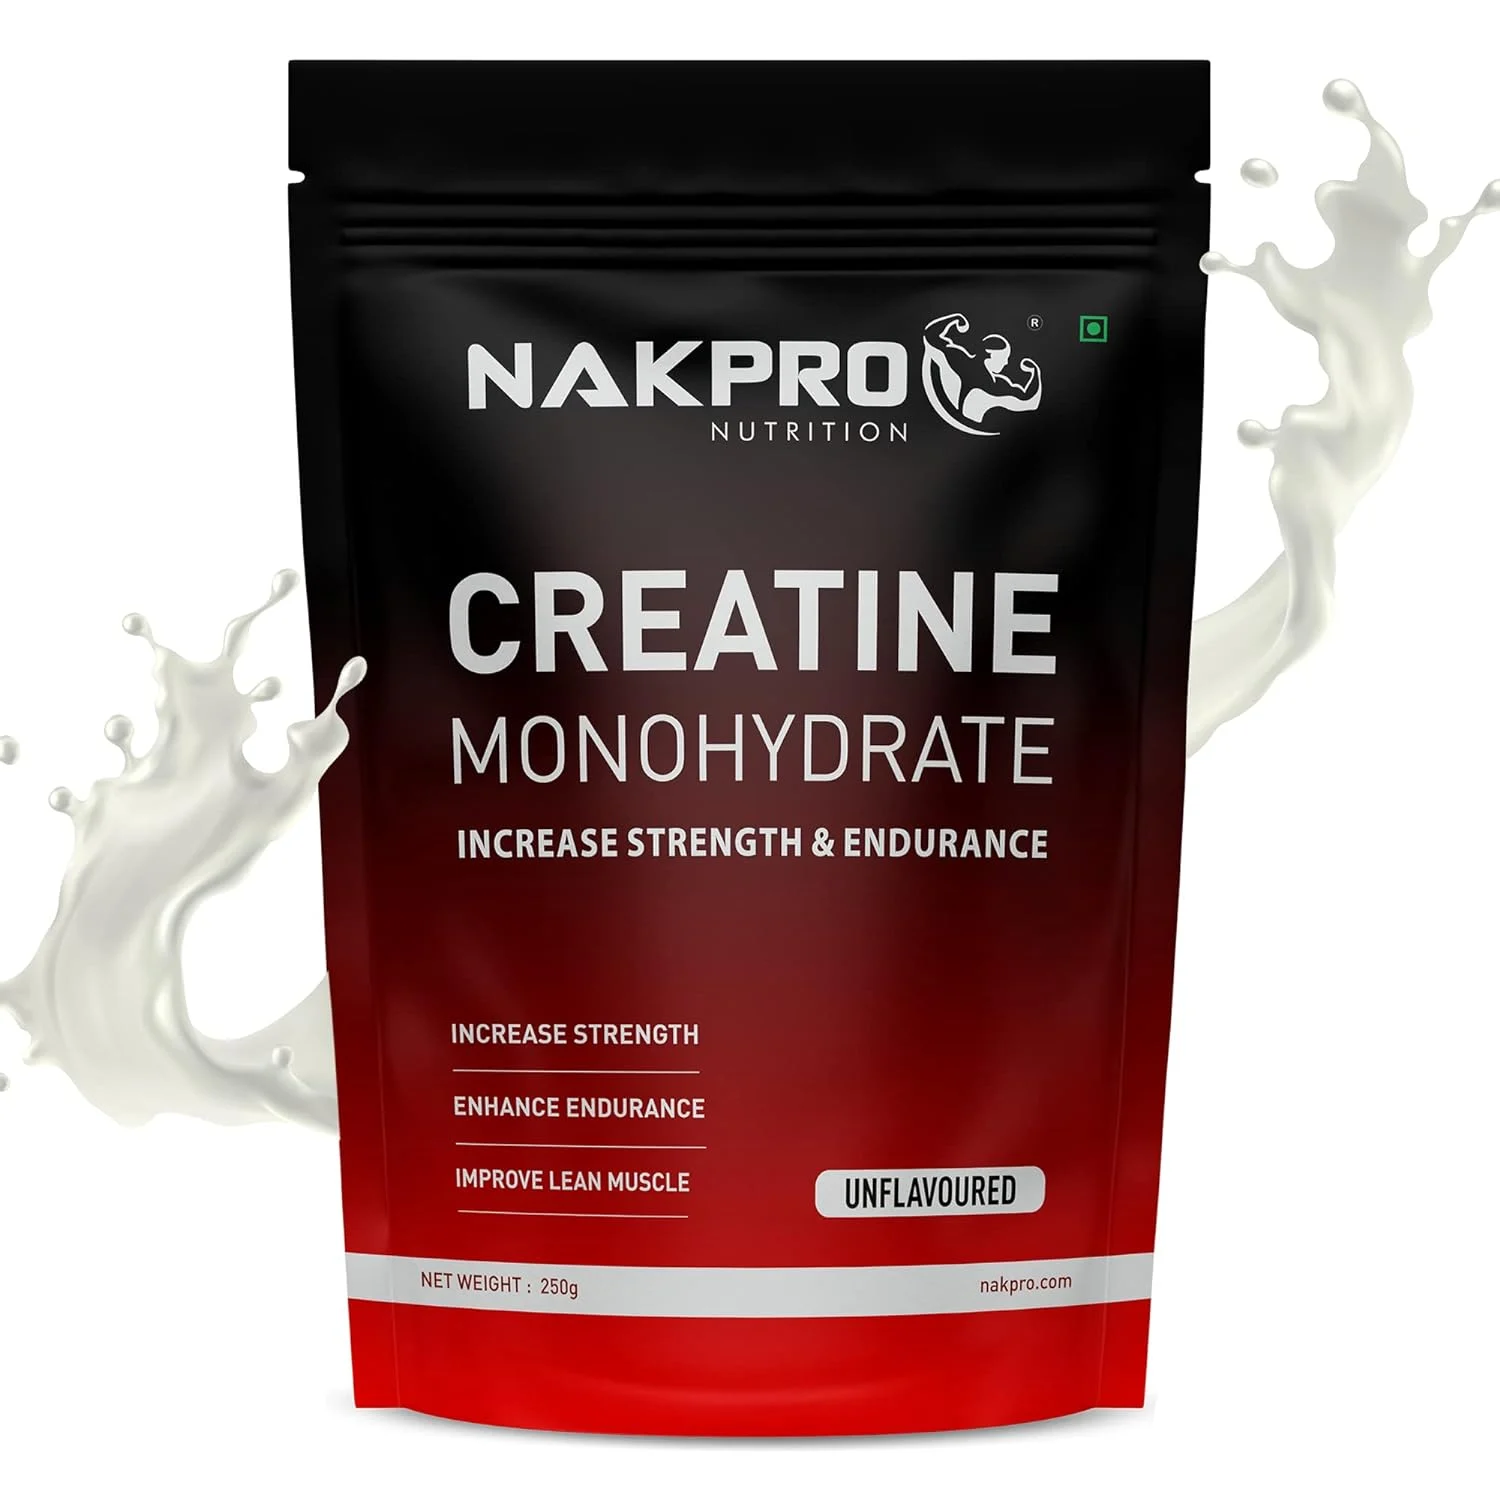 NAKPRO
®
NUTRITION
CREATINE
MONOHYDRATE
INCREASE STRENGTH & ENDURANCE
INCREASE STRENGTH
ENHANCE ENDURANCE
IMPROVE LEAN MUSCLE
UNFLAVOURED
NET WEIGHT : 250g
nakpro.com